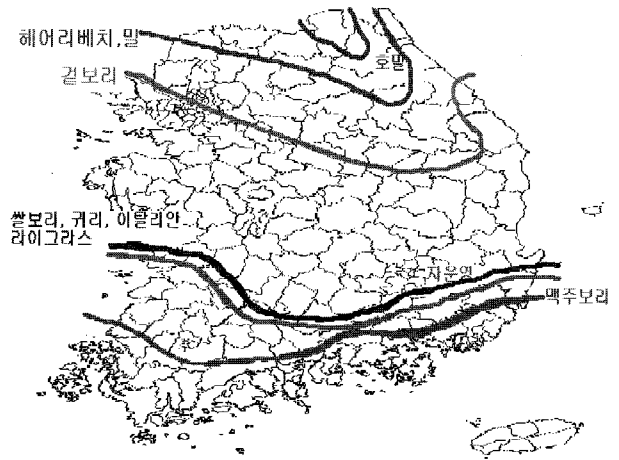 헤어리베치,밀
호밀
겉보리
쌀보리, 귀리, 이탈리안
라이그라스
자운영
맥주보리